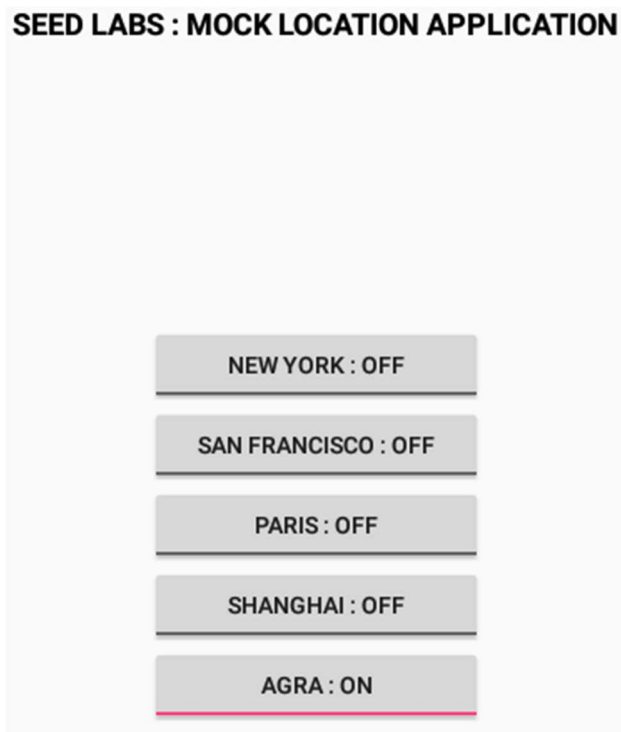 SEED LABS : MOCK LOCATION APPLICATION
NEW YORK : OFF
SAN FRANCISCO : OFF
PARIS : OFF
SHANGHAI : OFF
AGRA : ON